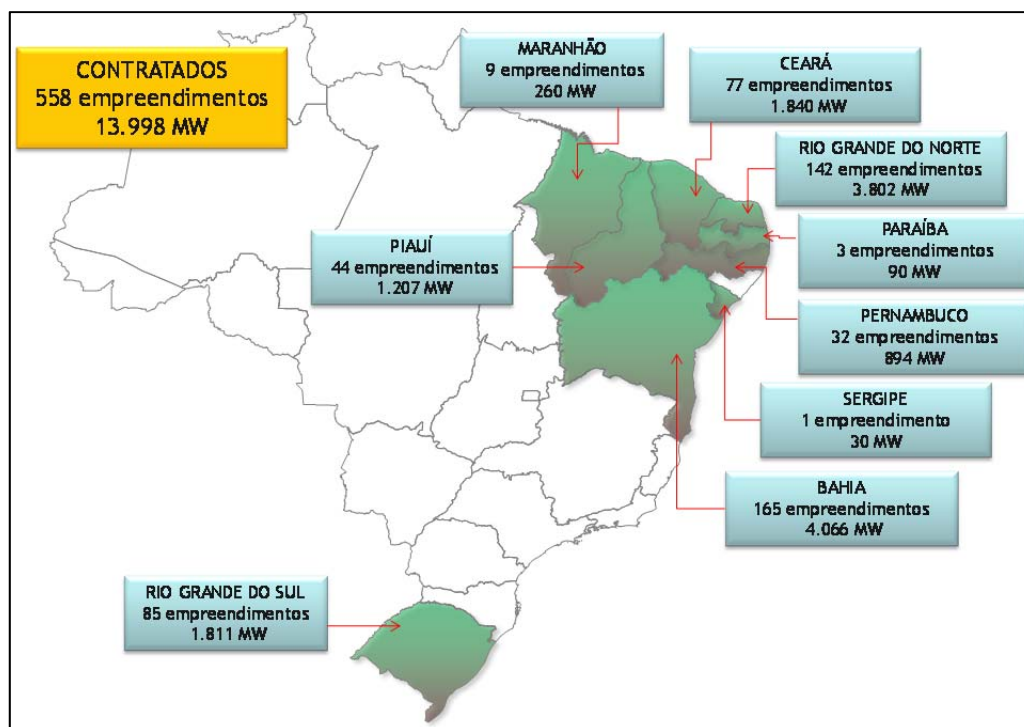 CONTRATADOS
558 empreendimentos
13.998 MW
MARANHÃO
9 empreendimentos
260 MW
CEARÁ
77 empreendimentos
1.840 MW
RIO GRANDE DO NORTE
142 empreendimentos
3.802 MW
PARAÍBA
3 empreendimentos
90 MW
PIAUÍ
44 empreendimentos
1.207 MW
PERNAMBUCO
32 empreendimentos
894 MW
SERGIPE
1 empreendimento
30 MW
BAHIA
165 empreendimentos
4.066 MW
RIO GRANDE DO SUL
85 empreendimentos
1.811 MW